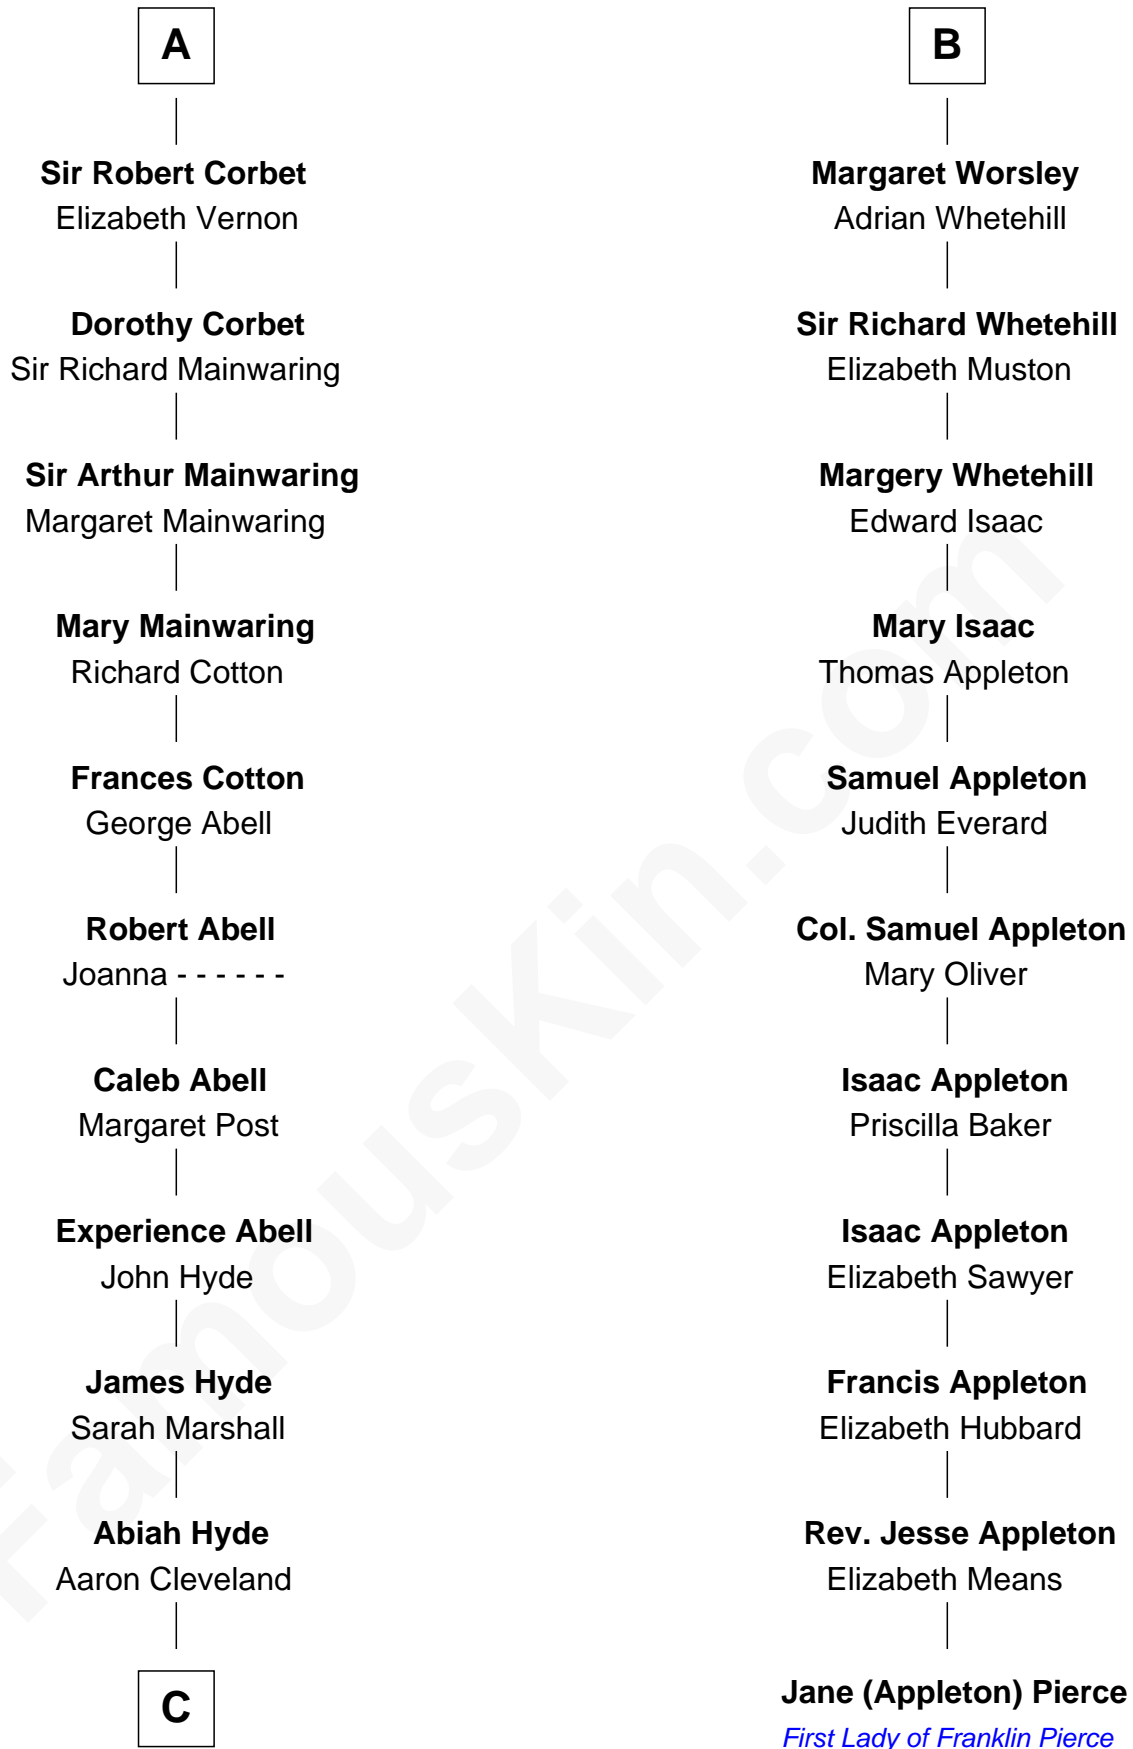 A
Sir Robert Corbet
Elizabeth Vernon
Dorothy Corbet
Sir Richard Mainwaring
Sir Arthur Mainwaring
Margaret Mainwaring
Mary Mainwaring
Richard Cotton
Frances Cotton
George Abell
Robert Abell
Joanna - - - - - -
Caleb Abell
Margaret Post
Experience Abell
John Hyde
James Hyde
Sarah Marshall
Abiah Hyde
Aaron Cleveland
C
B
Margaret Worsley
Adrian Whetehill
Sir Richard Whetehill
Elizabeth Muston
Margery Whetehill
Edward Isaac
Mary Isaac
Thomas Appleton
Samuel Appleton
Judith Everard
Col. Samuel Appleton
Mary Oliver
Isaac Appleton
Priscilla Baker
Isaac Appleton
Elizabeth Sawyer
Francis Appleton
Elizabeth Hubbard
Rev. Jesse Appleton
Elizabeth Means
Jane (Appleton) Pierce
First Lady of Franklin Pierce
FamousKin.com